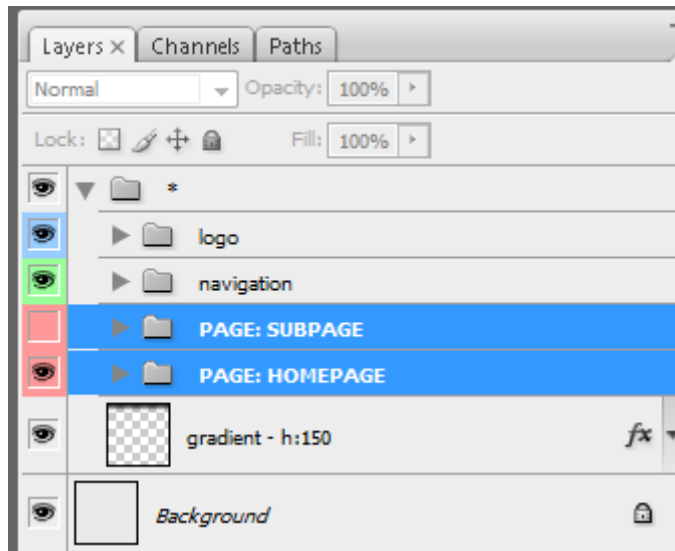 Layers × Channels Paths
Normal Opacity: 100%
Lock: Fill: 100%
*
logo
navigation
PAGE: SUBPAGE
PAGE: HOMEPAGE
gradient - h:150 fx
Background